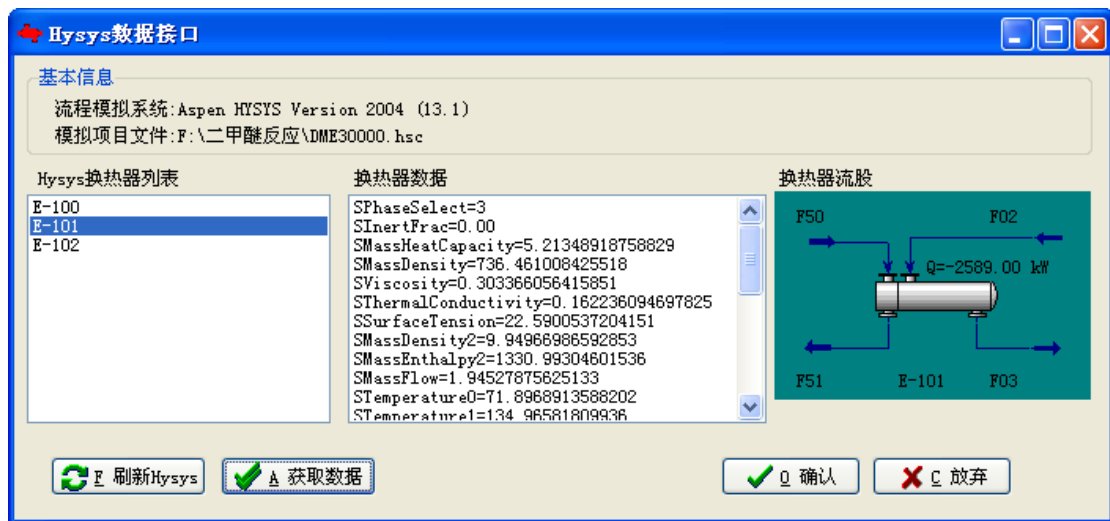 Hysys数据接口
基本信息
流程模拟系统:Aspen HYSYS Version 2004 (13.1)
模拟项目文件:F:\二甲醚反应\DME30000.hsc
Hysys换热器列表
E-100
E-101
E-102
换热器数据
SPhaseSelect=3
SInertFrac=0.00
SMassHeatCapacity=5.21348918758829
SMassDensity=736.461008425518
SViscosity=0.303366056415851
SThermalConductivity=0.162236094697825
SSurfaceTension=22.5900537204151
SMassDensity2=9.94966986592853
SMassEnthalpy2=1330.99304601536
SMassFlow=1.94527875625133
STemperature0=71.8968913588202
STemperature1=134.96581809936
换热器流股
F50 F02
Q=-2589.00 kW
F51 E-101 F03
F 刷新Hysys
A 获取数据
O 确认
C 放弃